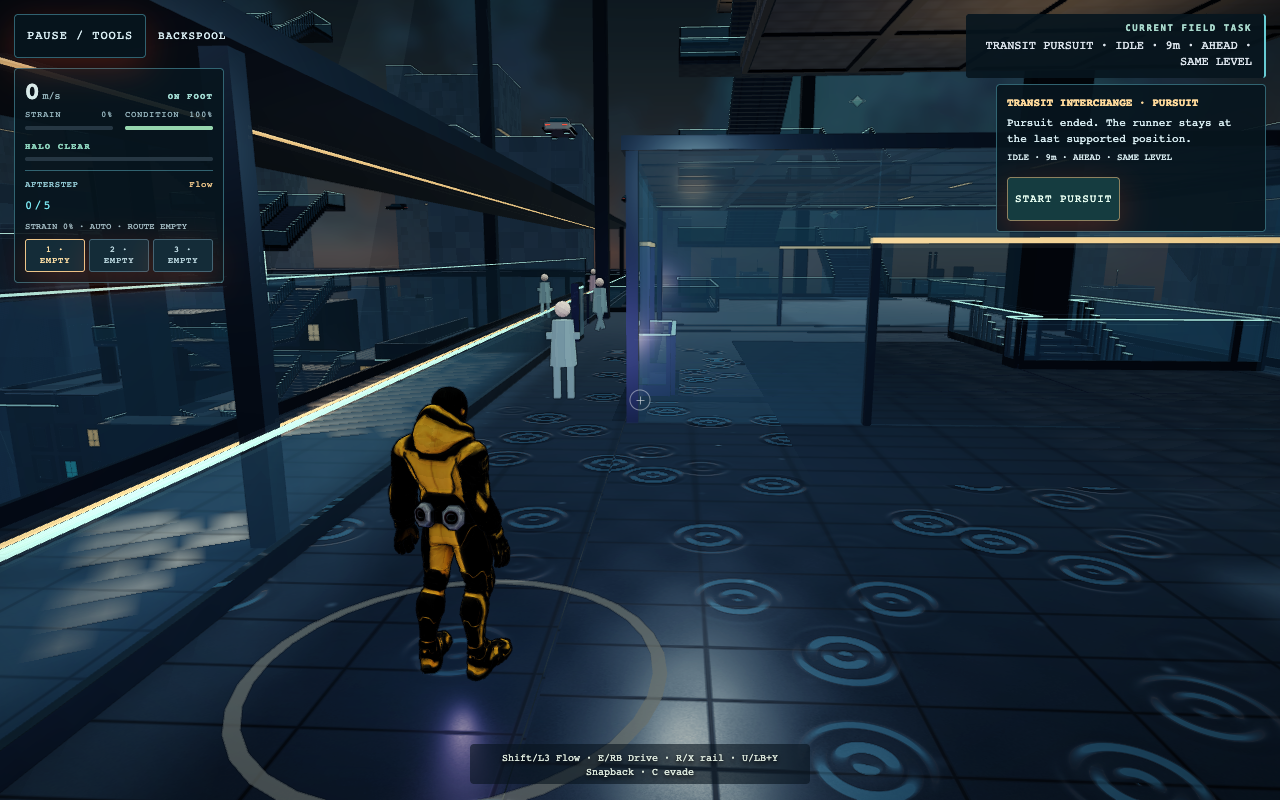 PAUSE / TOOLS
BACKSPOOL
0 m/s
ON FOOT
STRAIN 0%
CONDITION 100%
HALO CLEAR
AFTERSTEP
Flow
0 / 5
STRAIN 0% · AUTO · ROUTE EMPTY
1 ·
EMPTY
2 ·
EMPTY
3 ·
EMPTY
CURRENT FIELD TASK
TRANSIT PURSUIT · IDLE · 9m · AHEAD ·
SAME LEVEL
TRANSIT INTERCHANGE · PURSUIT
Pursuit ended. The runner stays at
the last supported position.
IDLE · 9m · AHEAD · SAME LEVEL
START PURSUIT
Shift/L3 Flow · E/RB Drive · R/X rail · U/LB+Y
Snapback · C evade